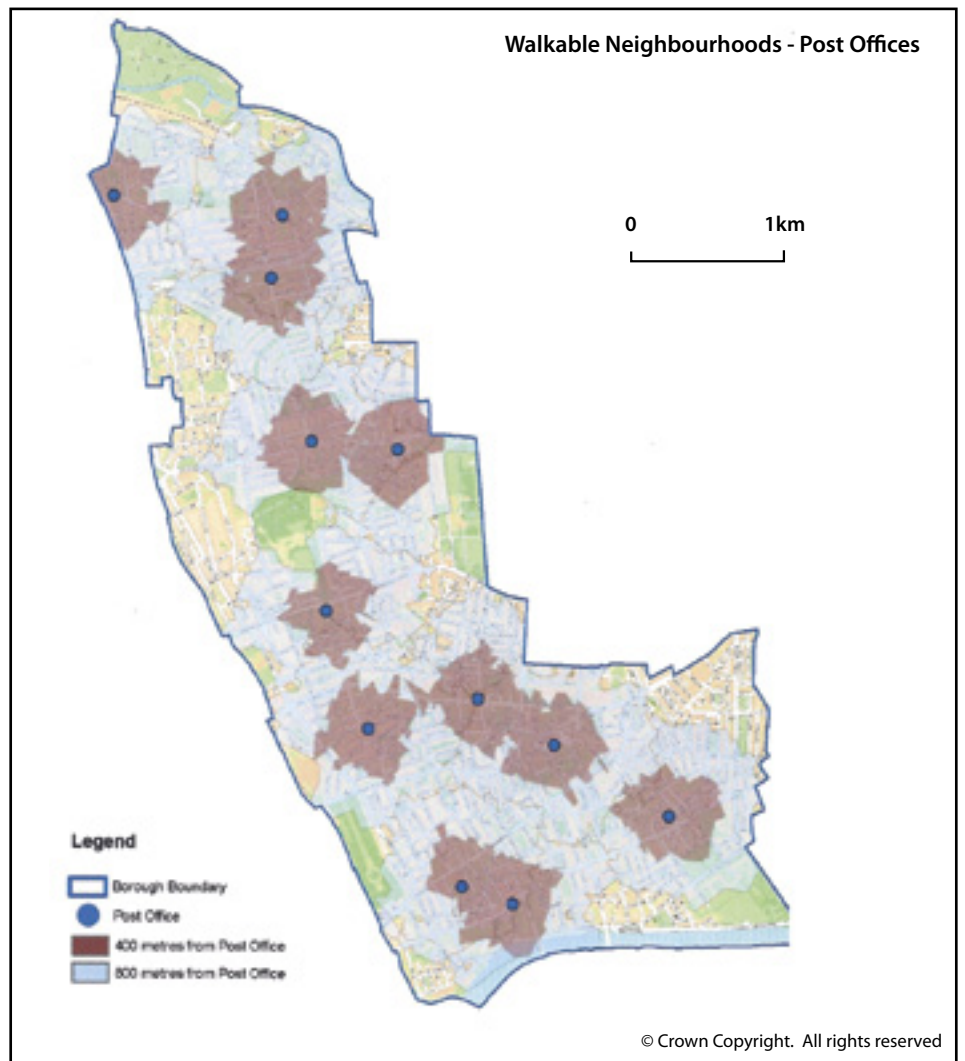 Walkable Neighbourhoods - Post Offices
0 1km
Legend
Borough Boundary
Post Office
400 metres from Post Office
800 metres from Post Office
© Crown Copyright. All rights reserved